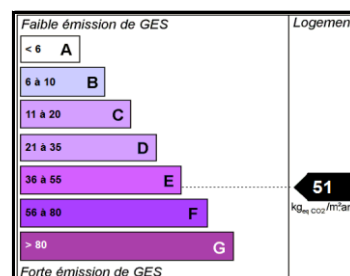 Faible émission de GES
Logemen
< 6 A
6 à 10 B
11 à 20 C
21 à 35 D
36 à 55 E
51
kgeq CO2/m².an
56 à 80 F
> 80 G
Forte émission de GES